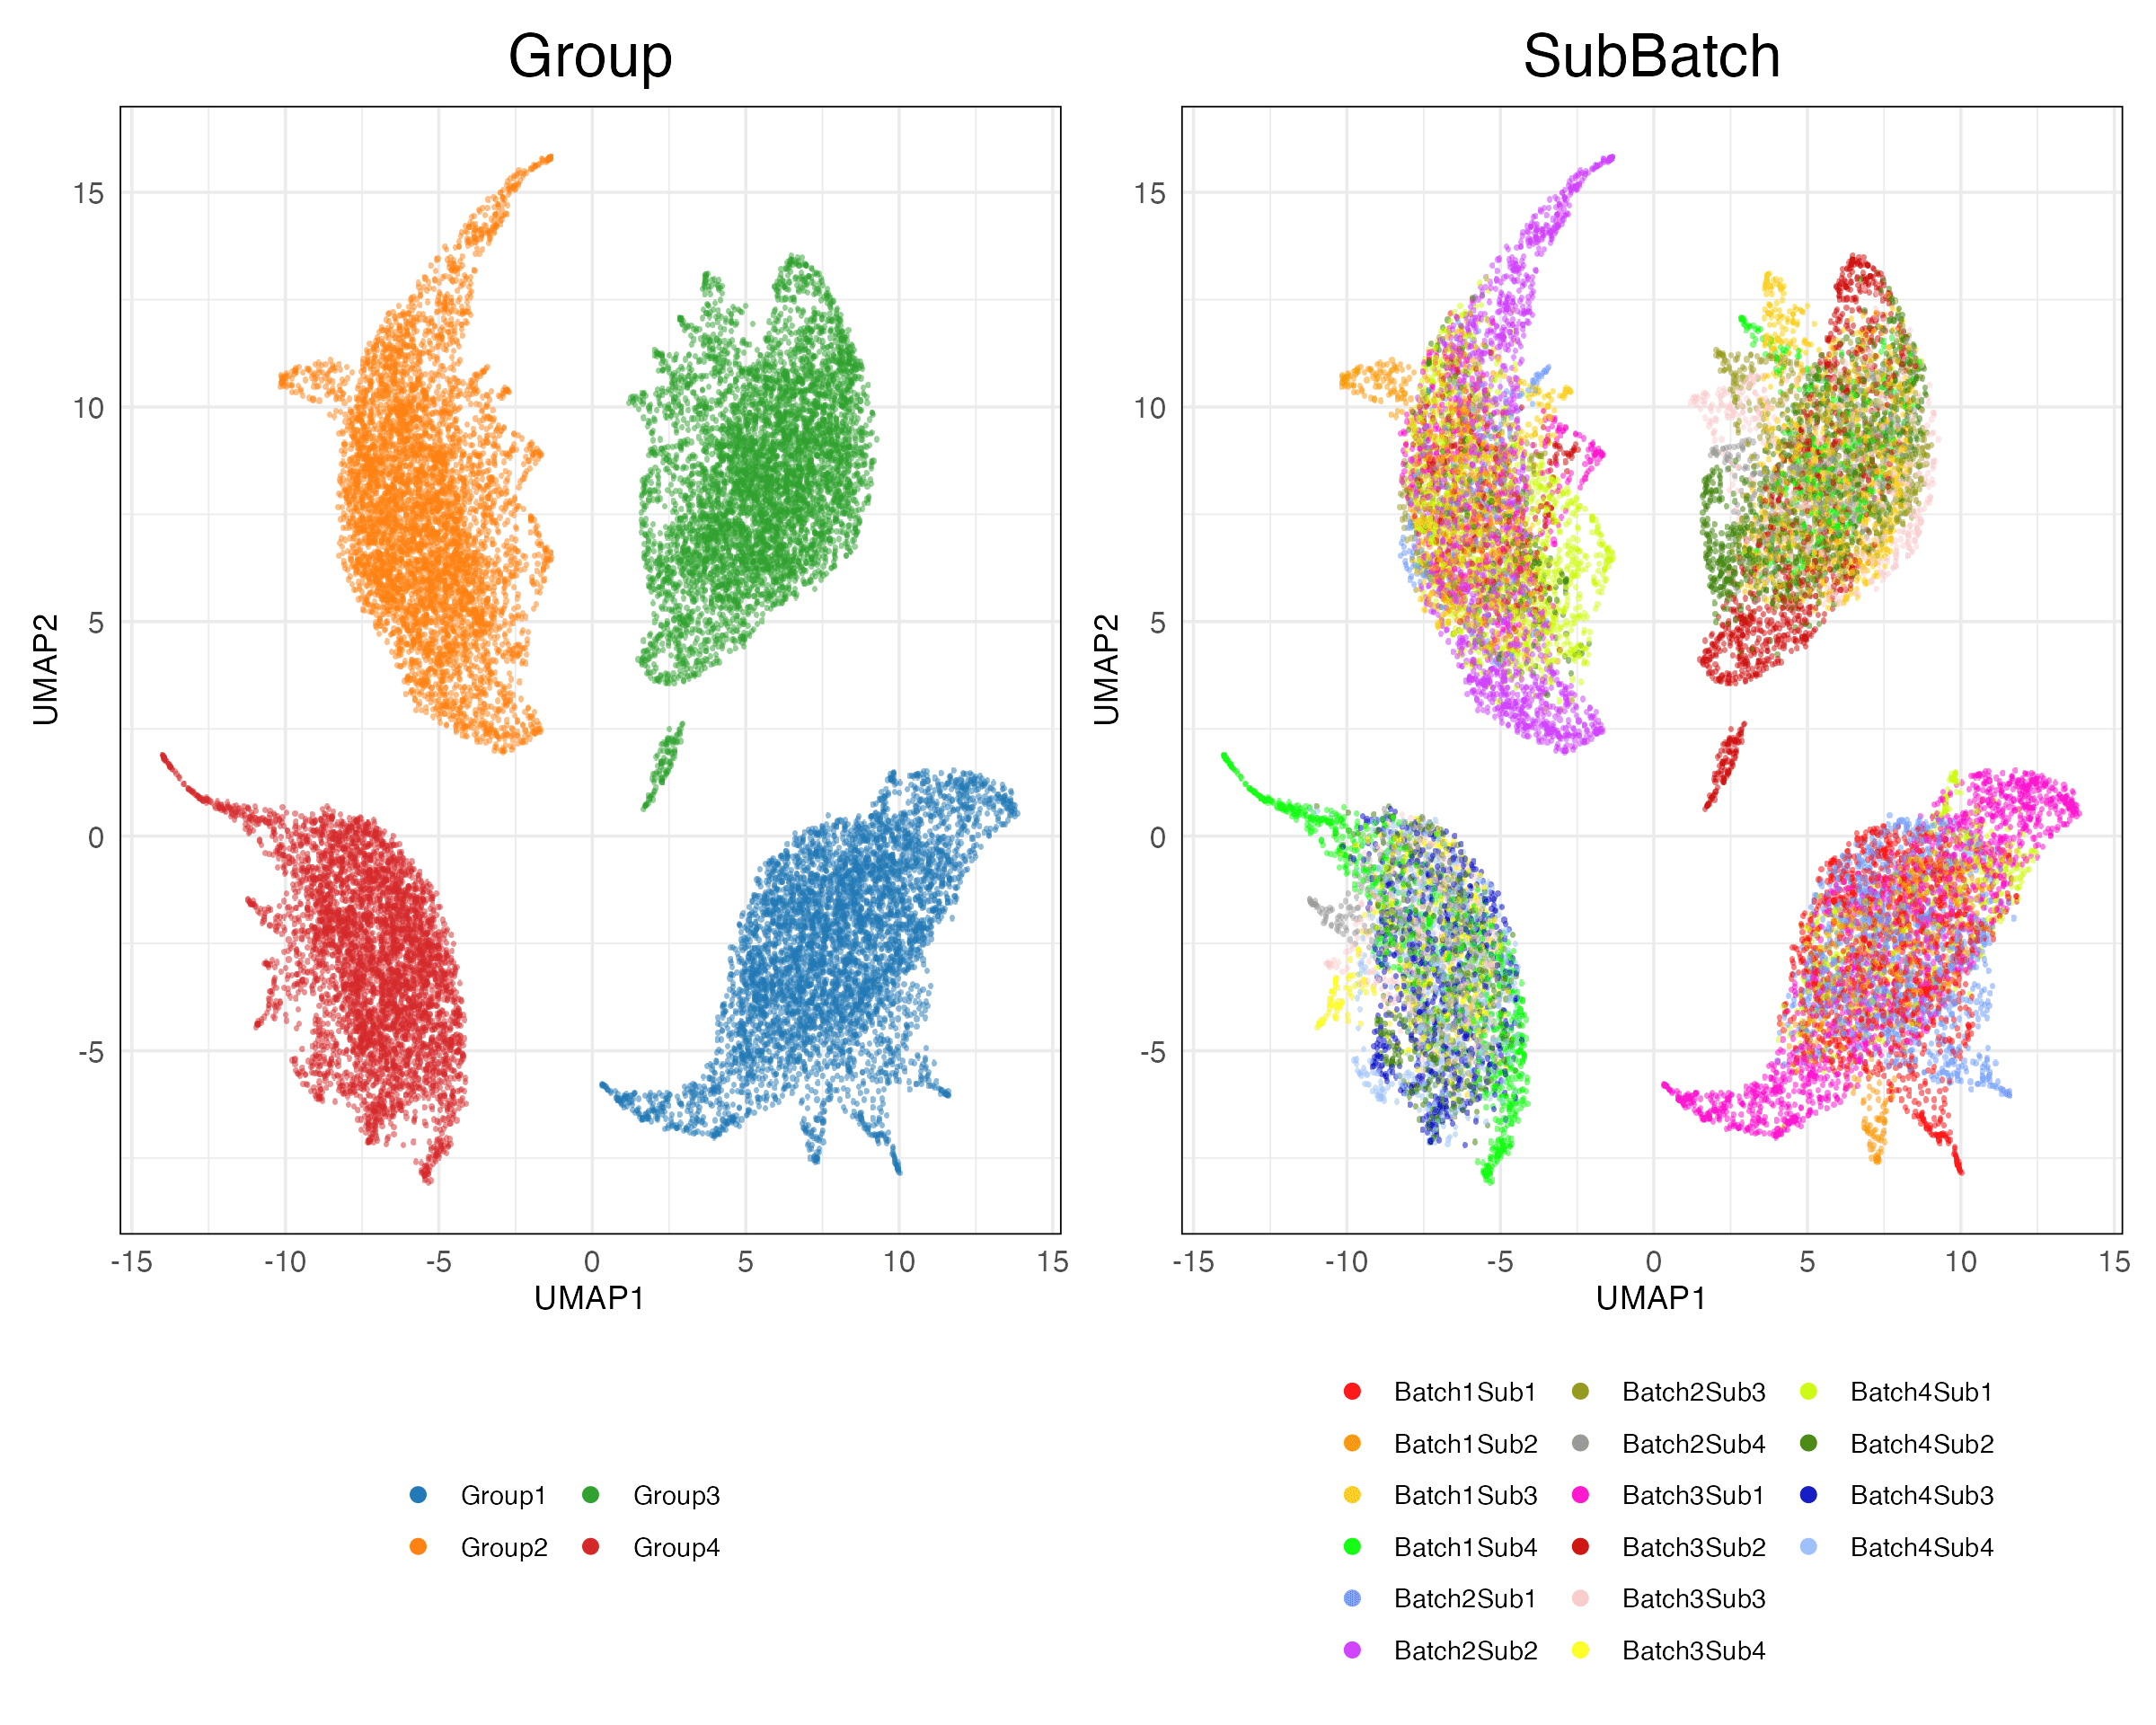 Group
SubBatch
15
10
5
0
-5
UMAP2
-15 -10 -5 0 5 10 15
UMAP1
15
10
5
0
-5
UMAP2
-15 -10 -5 0 5 10 15
UMAP1
Group1 Group3
Group2 Group4
Batch1Sub1 Batch2Sub3 Batch4Sub1
Batch1Sub2 Batch2Sub4 Batch4Sub2
Batch1Sub3 Batch3Sub1 Batch4Sub3
Batch1Sub4 Batch3Sub2 Batch4Sub4
Batch2Sub1 Batch3Sub3
Batch2Sub2 Batch3Sub4